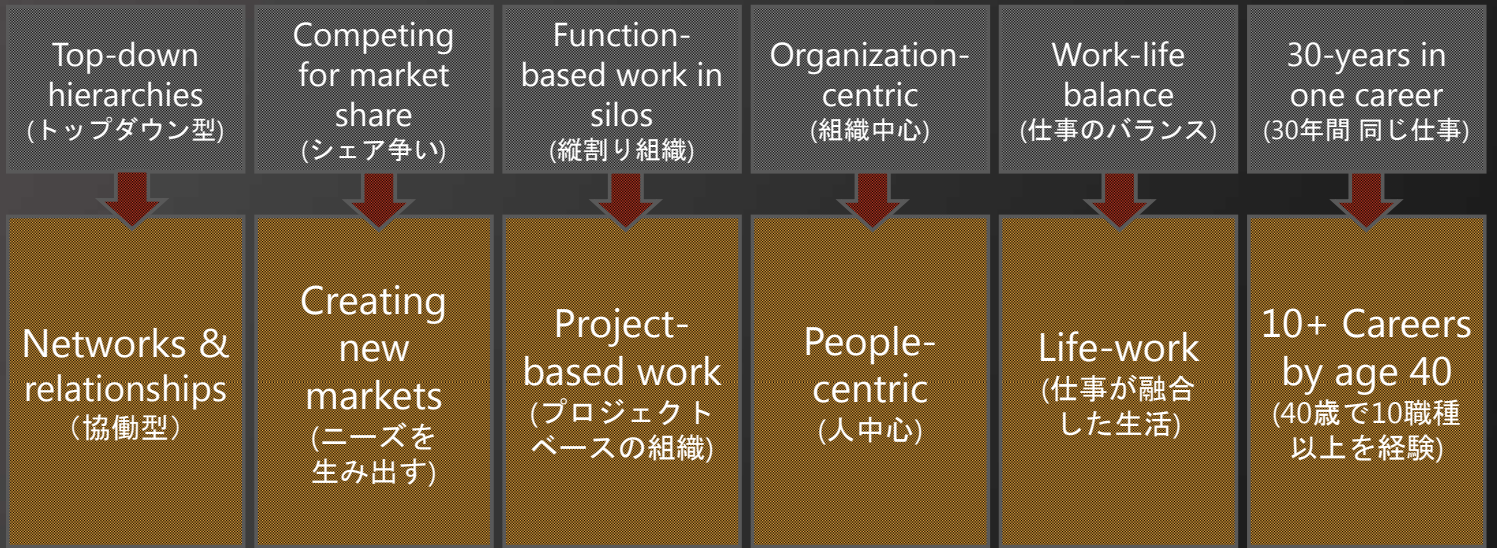 Top-down
hierarchies
(トップダウン型)
Competing
for market
share
(シェア争い)
Function-
based work in
silos
(縦割り組織)
Organization-
centric
(組織中心)
Work-life
balance
(仕事のバランス)
30-years in
one career
(30年間 同じ仕事)
Networks &
relationships
（協働型）
Creating
new
markets
(ニーズを
生み出す)
Project-
based work
(プロジェクト
ベースの組織)
People-
centric
(人中心)
Life-work
(仕事が融合
した生活)
10+ Careers
by age 40
(40歳で10職種
以上を経験)